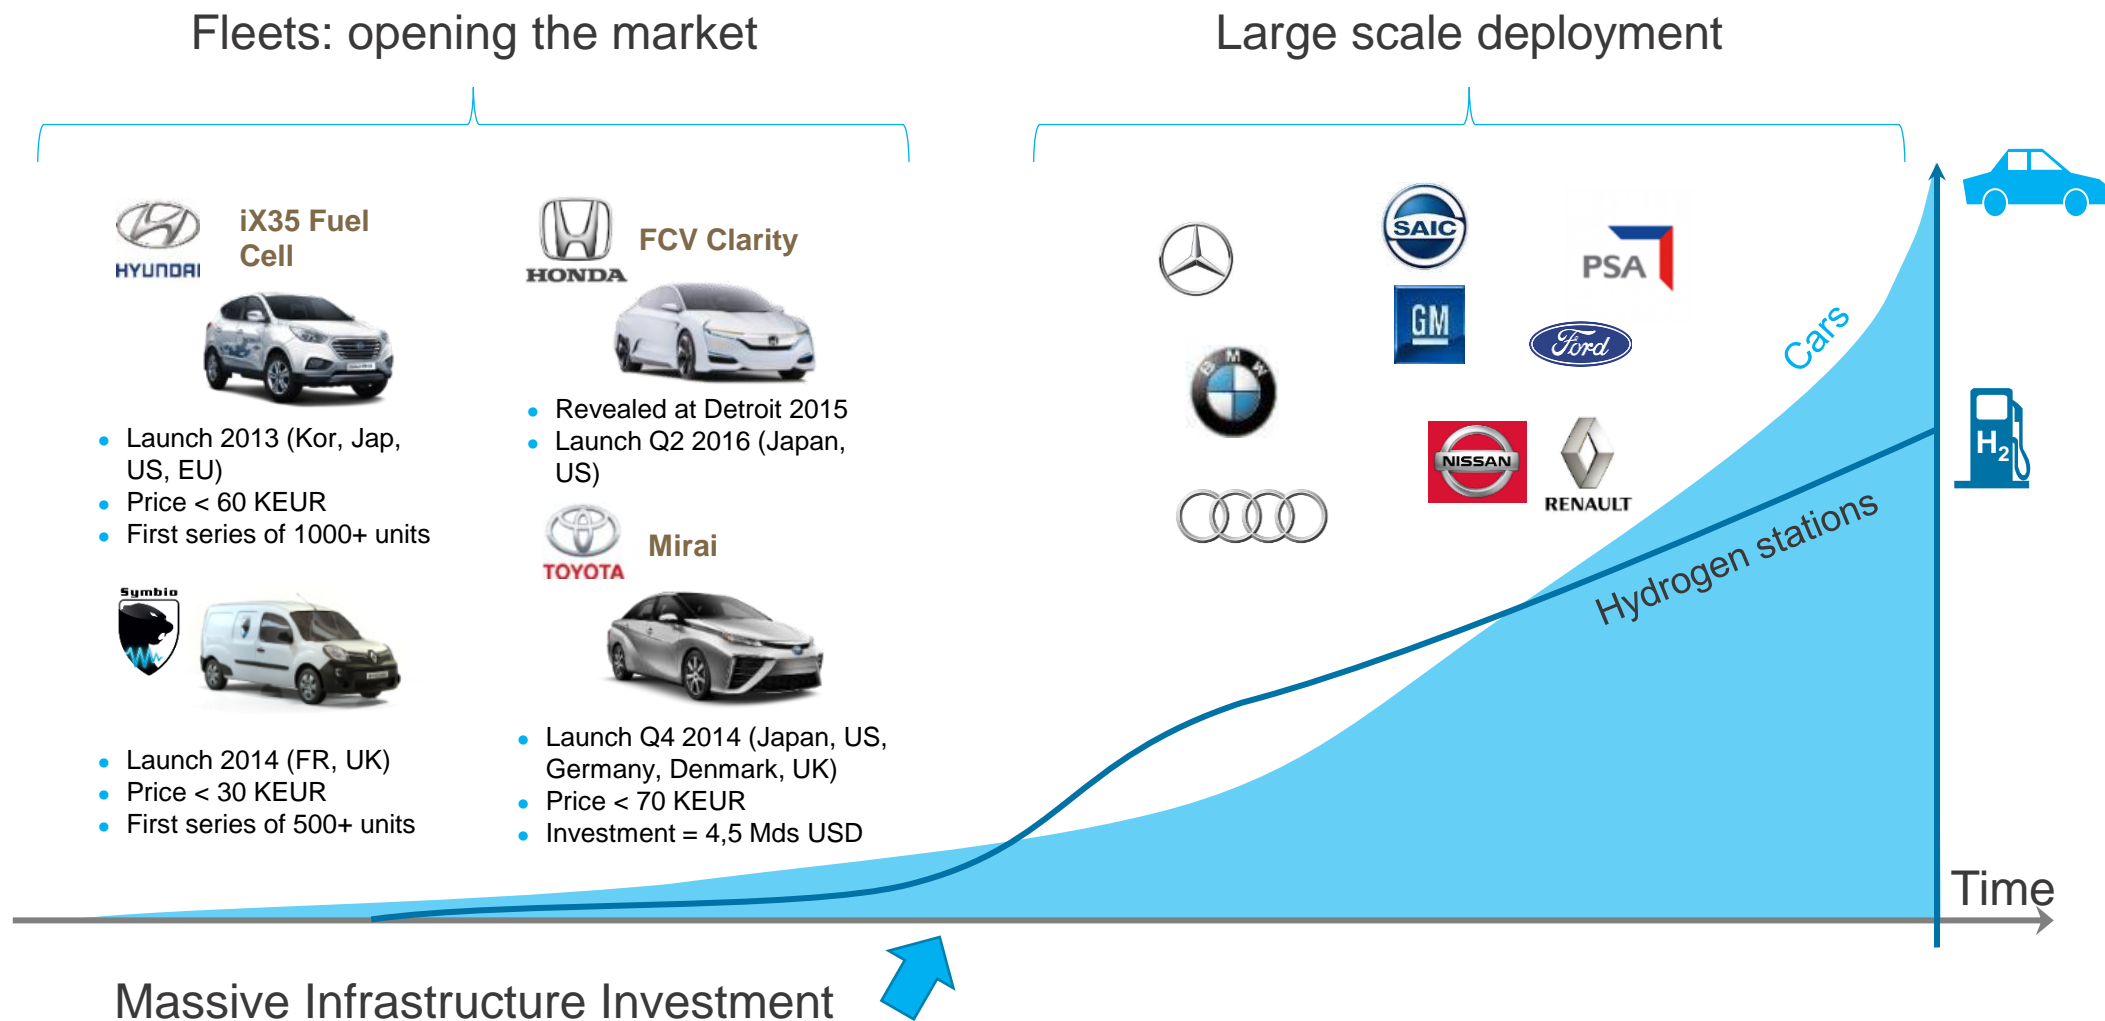 Fleets: opening the market
Large scale deployment
HYUNDAI
iX35 Fuel
Cell
• Launch 2013 (Kor, Jap,
US, EU)
• Price < 60 KEUR
• First series of 1000+ units
HONDA
FCV Clarity
• Revealed at Detroit 2015
• Launch Q2 2016 (Japan,
US)
Symbio
• Launch 2014 (FR, UK)
• Price < 30 KEUR
• First series of 500+ units
TOYOTA
Mirai
• Launch Q4 2014 (Japan, US,
Germany, Denmark, UK)
• Price < 70 KEUR
• Investment = 4,5 Mds USD
SAIC
PSA
GM
Ford
BMW
NISSAN
RENAULT
Cars
H2
Hydrogen stations
Time
Massive Infrastructure Investment